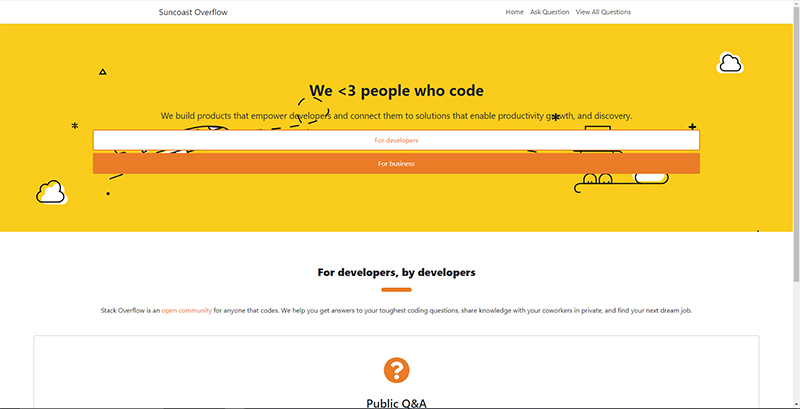 Suncoast Overflow
Home Ask Question View All Questions
We <3 people who code
We build products that empower developers and connect them to solutions that enable productivity growth, and discovery.
For developers
For business
For developers, by developers
Stack Overflow is an open community for anyone that codes. We help you get answers to your toughest coding questions, share knowledge with your coworkers in private, and find your next dream job.
?
Public Q&A